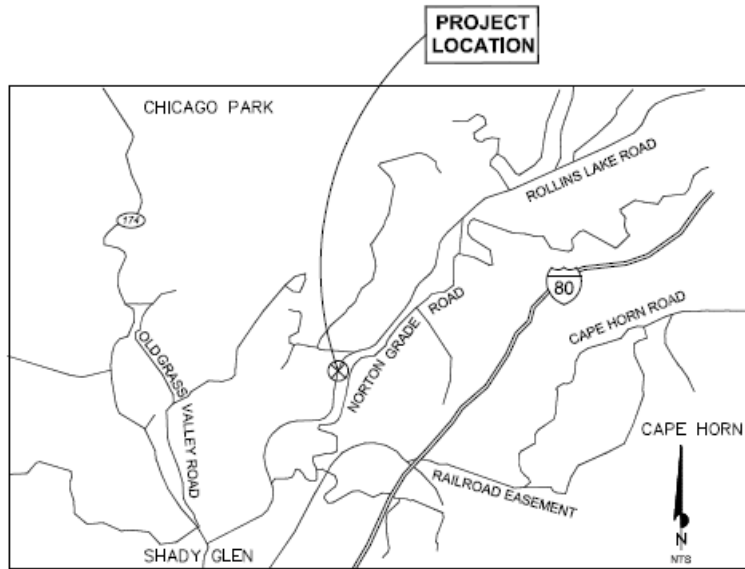 PROJECT
LOCATION
CHICAGO PARK
ROLLINS LAKE ROAD
174
80
CAPE HORN ROAD
NORTON GRADE ROAD
OLD GRASS VALLEY ROAD
CAPE HORN
RAILROAD EASEMENT
N
NTS
SHADY GLEN